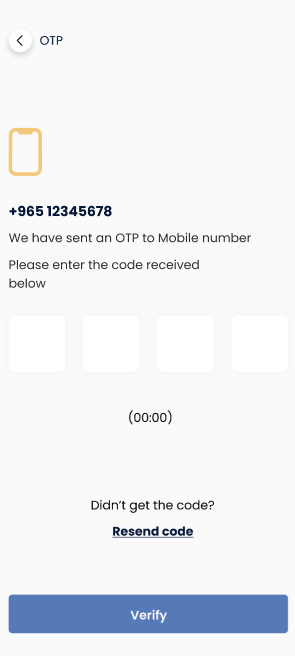 OTP
+965 12345678
We have sent an OTP to Mobile number
Please enter the code received
below
(00:00)
Didn’t get the code?
Resend code
Verify